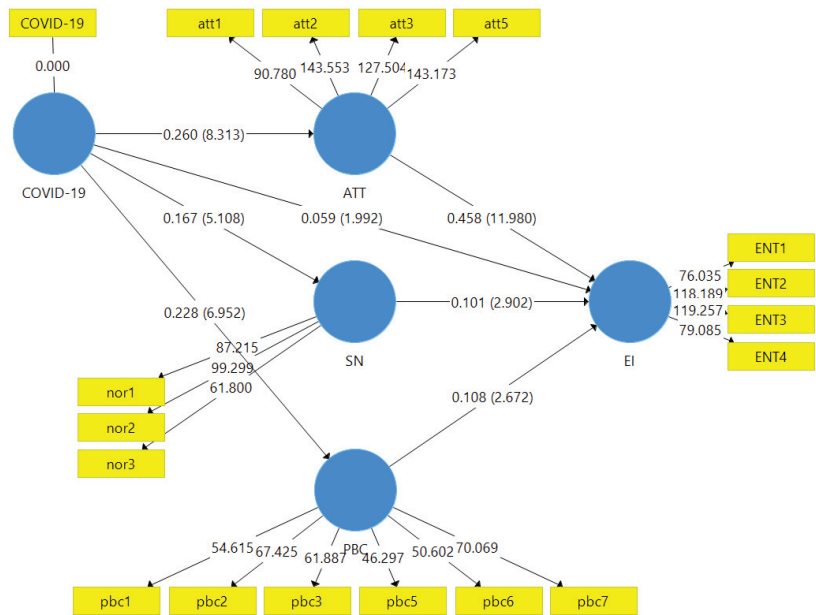 COVID-19
att1
att2
att3
att5
0.000
90.780
143.553
127.504
143.173
0.260 (8.313)
COVID-19
ATT
0.167 (5.108)
0.059 (1.992)
0.458 (11.980)
ENT1
76.035
ENT2
118.189
0.101 (2.902)
119.257
ENT3
0.228 (6.952)
79.085
ENT4
87.215
SN
EI
99.299
61.800
nor1
0.108 (2.672)
nor2
nor3
54.615
67.425
61.887
PBC
46.297
50.602
70.069
pbc1
pbc2
pbc3
pbc5
pbc6
pbc7